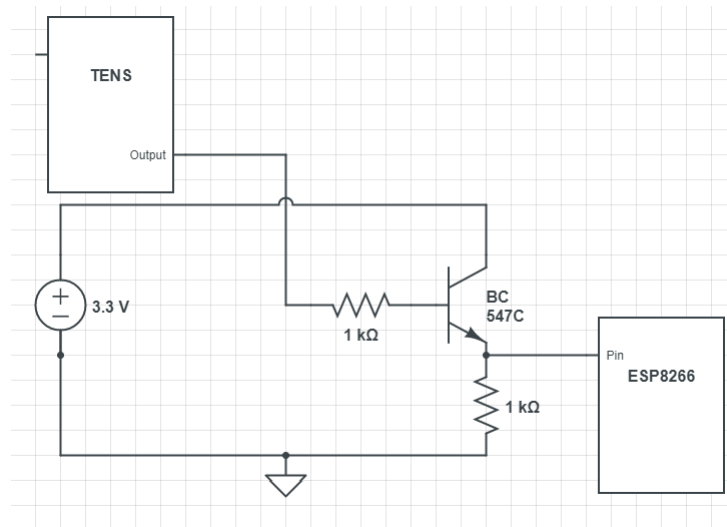 TENS
Output
3.3 V
1 kΩ
BC
547C
Pin
ESP8266
1 kΩ